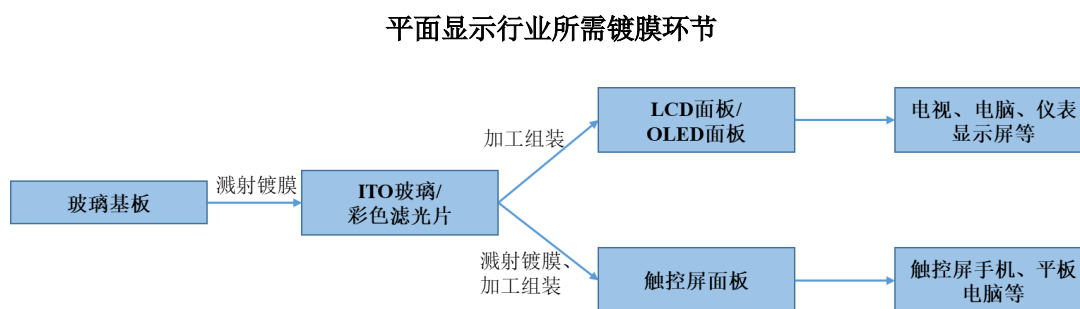 平面显示行业所需镀膜环节
LCD面板/
OLED面板
电视、电脑、仪表
显示屏等
加工组装
溅射镀膜
玻璃基板
ITO玻璃/
彩色滤光片
溅射镀膜、
加工组装
触控屏面板
触控屏手机、平板
电脑等